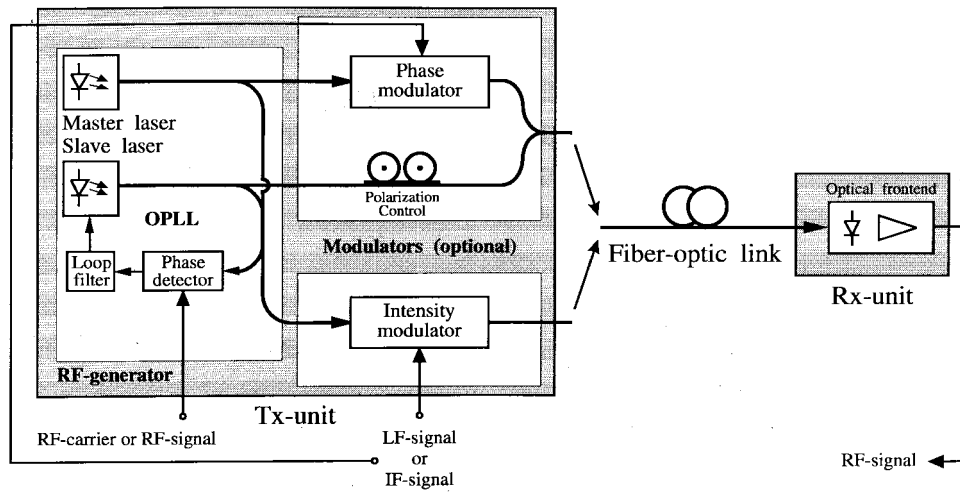 Phase
modulator
Master laser
Slave laser
Polarization
Control
Optical frontend
OPLL
Modulators (optional)
Fiber-optic link
Loop
filter
Phase
detector
Rx-unit
Intensity
modulator
RF-generator
Tx-unit
RF-carrier or RF-signal
LF-signal
or
IF-signal
RF-signal